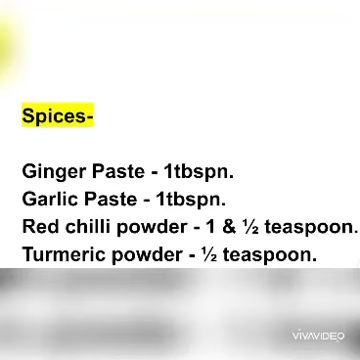 Spices-
Ginger Paste - 1tbspn.
Garlic Paste - 1tbspn.
Red chilli powder - 1 & ½ teaspoon.
Turmeric powder - ½ teaspoon.
VIVAVIDEO